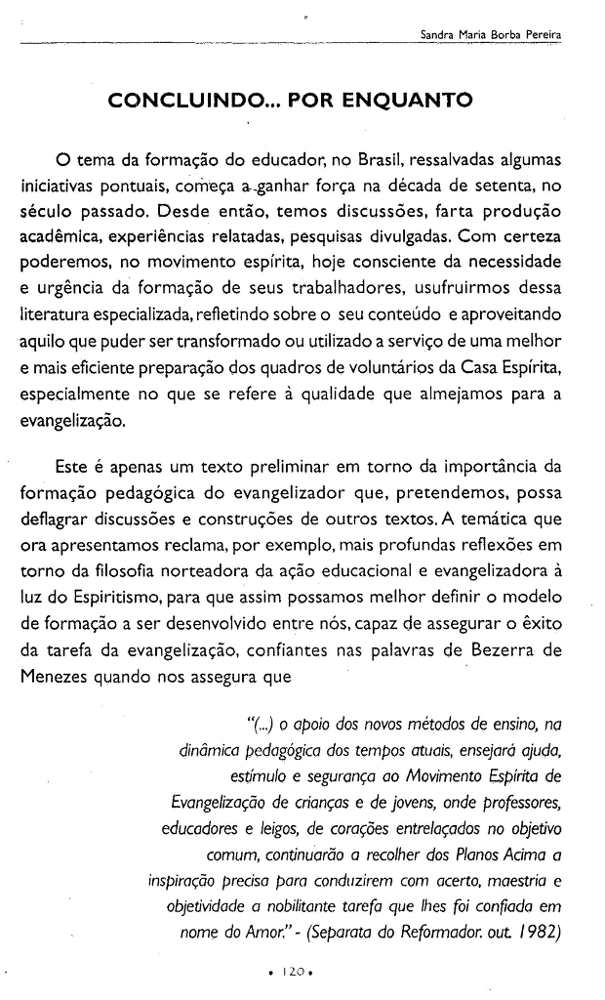 Sandra Maria Borba Pereira
CONCLUINDO... POR ENQUANTO
O tema da formação do educador, no Brasil, ressalvadas algumas
iniciativas pontuais, começa a ganhar força na década de setenta, no
século passado. Desde então, temos discussões, farta produção
acadêmica, experiências relatadas, pesquisas divulgadas. Com certeza
poderemos, no movimento espírita, hoje consciente da necessidade
e urgência da formação de seus trabalhadores, usufruirmos dessa
literatura especializada, refletindo sobre o seu conteúdo e aproveitando
aquilo que puder ser transformado ou utilizado a serviço de uma melhor
e mais eficiente preparação dos quadros de voluntários da Casa Espírita,
especialmente no que se refere à qualidade que almejamos para a
evangelização.
Este é apenas um texto preliminar em torno da importância da
formação pedagógica do evangelizador que, pretendemos, possa
deflagrar discussões e construções de outros textos. A temática que
ora apresentamos reclama, por exemplo, mais profundas reflexões em
torno da filosofia norteadora da ação educacional e evangelizadora à
luz do Espiritismo, para que assim possamos melhor definir o modelo
de formação a ser desenvolvido entre nós, capaz de assegurar o êxito
da tarefa da evangelização, confiantes nas palavras de Bezerra de
Menezes quando nos assegura que
"(...) o apoio dos novos métodos de ensino, na
dinâmica pedagógica dos tempos atuais, ensejará ajuda,
estímulo e segurança ao Movimento Espírita de
Evangelização de crianças e de jovens, onde professores,
educadores e leigos, de corações entrelaçados no objetivo
comum, continuarão a recolher dos Planos Acima a
inspiração precisa para conduzirem com acerto, maestria e
objetividade a nobilitante tarefa que lhes foi confiada em
nome do Amor." - (Separata do Reformador. out. 1982)
• 120 •